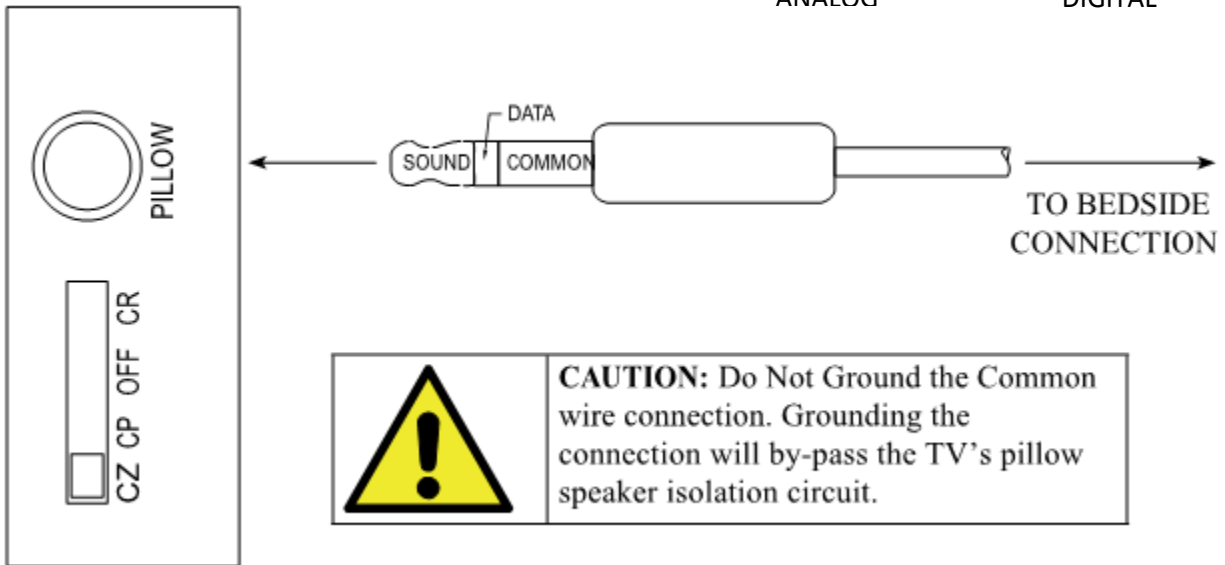 ANALOG DIGITAL
PILLOW
DATA
SOUND COMMON
TO BEDSIDE
CONNECTION
CZ CP OFF CR
CAUTION: Do Not Ground the Common
wire connection. Grounding the
connection will by-pass the TV’s pillow
speaker isolation circuit.